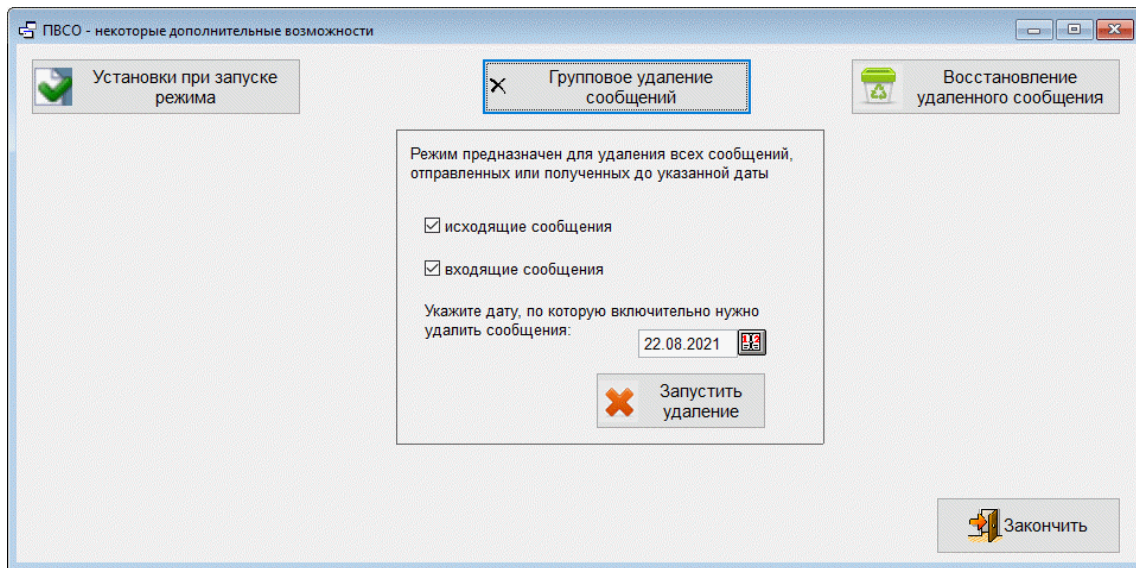 ПВСО - некоторые дополнительные возможности
Установки при запуске
режима
Групповое удаление
сообщений
Восстановление
удаленного сообщения
Режим предназначен для удаления всех сообщений,
отправленных или полученных до указанной даты
исходящие сообщения
входящие сообщения
Укажите дату, по которую включительно нужно
удалить сообщения:
22.08.2021
Запустить
удаление
Закончить